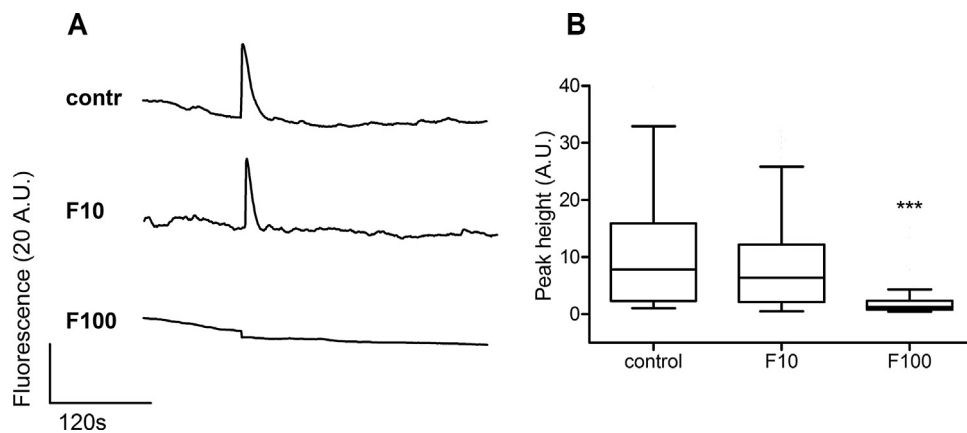 A
contr
F10
F100
Fluorescence (20 A.U.)
120s
B
Peak height (A.U.)
40
30
20
10
0
***
control
F10
F100